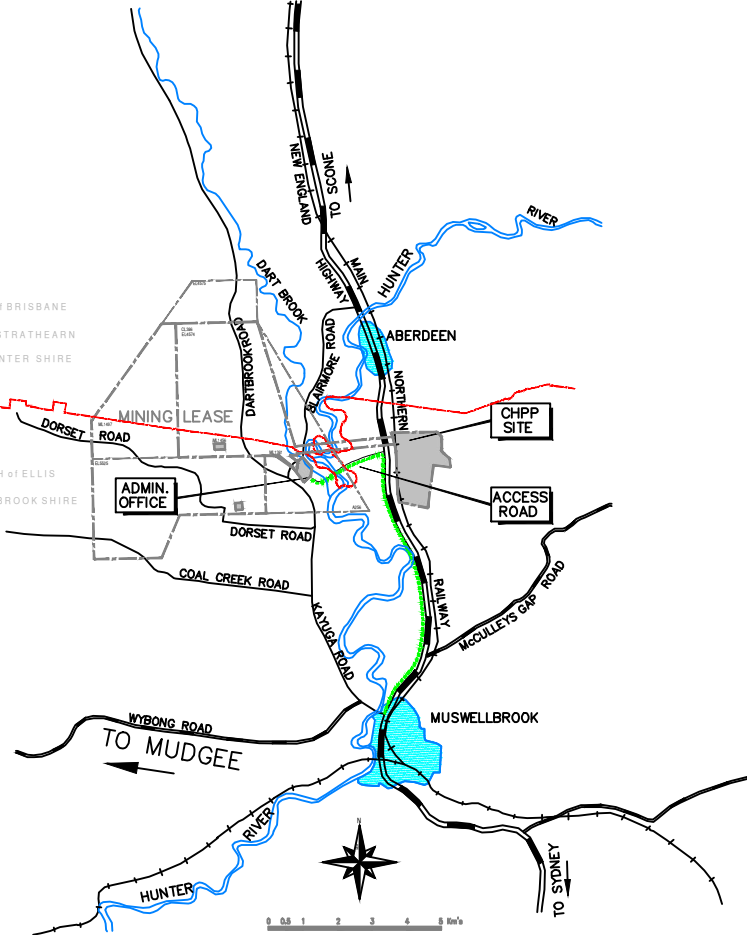 NEW ENGLAND
TO SCONE
RIVER
HUNTER
MAIN
HIGHWAY
DART BROOK
f BRISBANE
STRATHEARN
NTER SHIRE
ABERDEEN
BLAIRMORE ROAD
DARTBROOK ROAD
NORTHERN
MINING LEASE
DORSET ROAD
CHPP
SITE
H of ELLIS
BROOK SHIRE
ADMIN.
OFFICE
ACCESS
ROAD
DORSET ROAD
COAL CREEK ROAD
KAYUGA ROAD
RAILWAY
McCULLEYS GAP ROAD
WYBONG ROAD
MUSWELLBROOK
TO MUDGEE
RIVER
HUNTER
N
TO SYDNEY
0 0.5 1 2 3 4 5 Km's